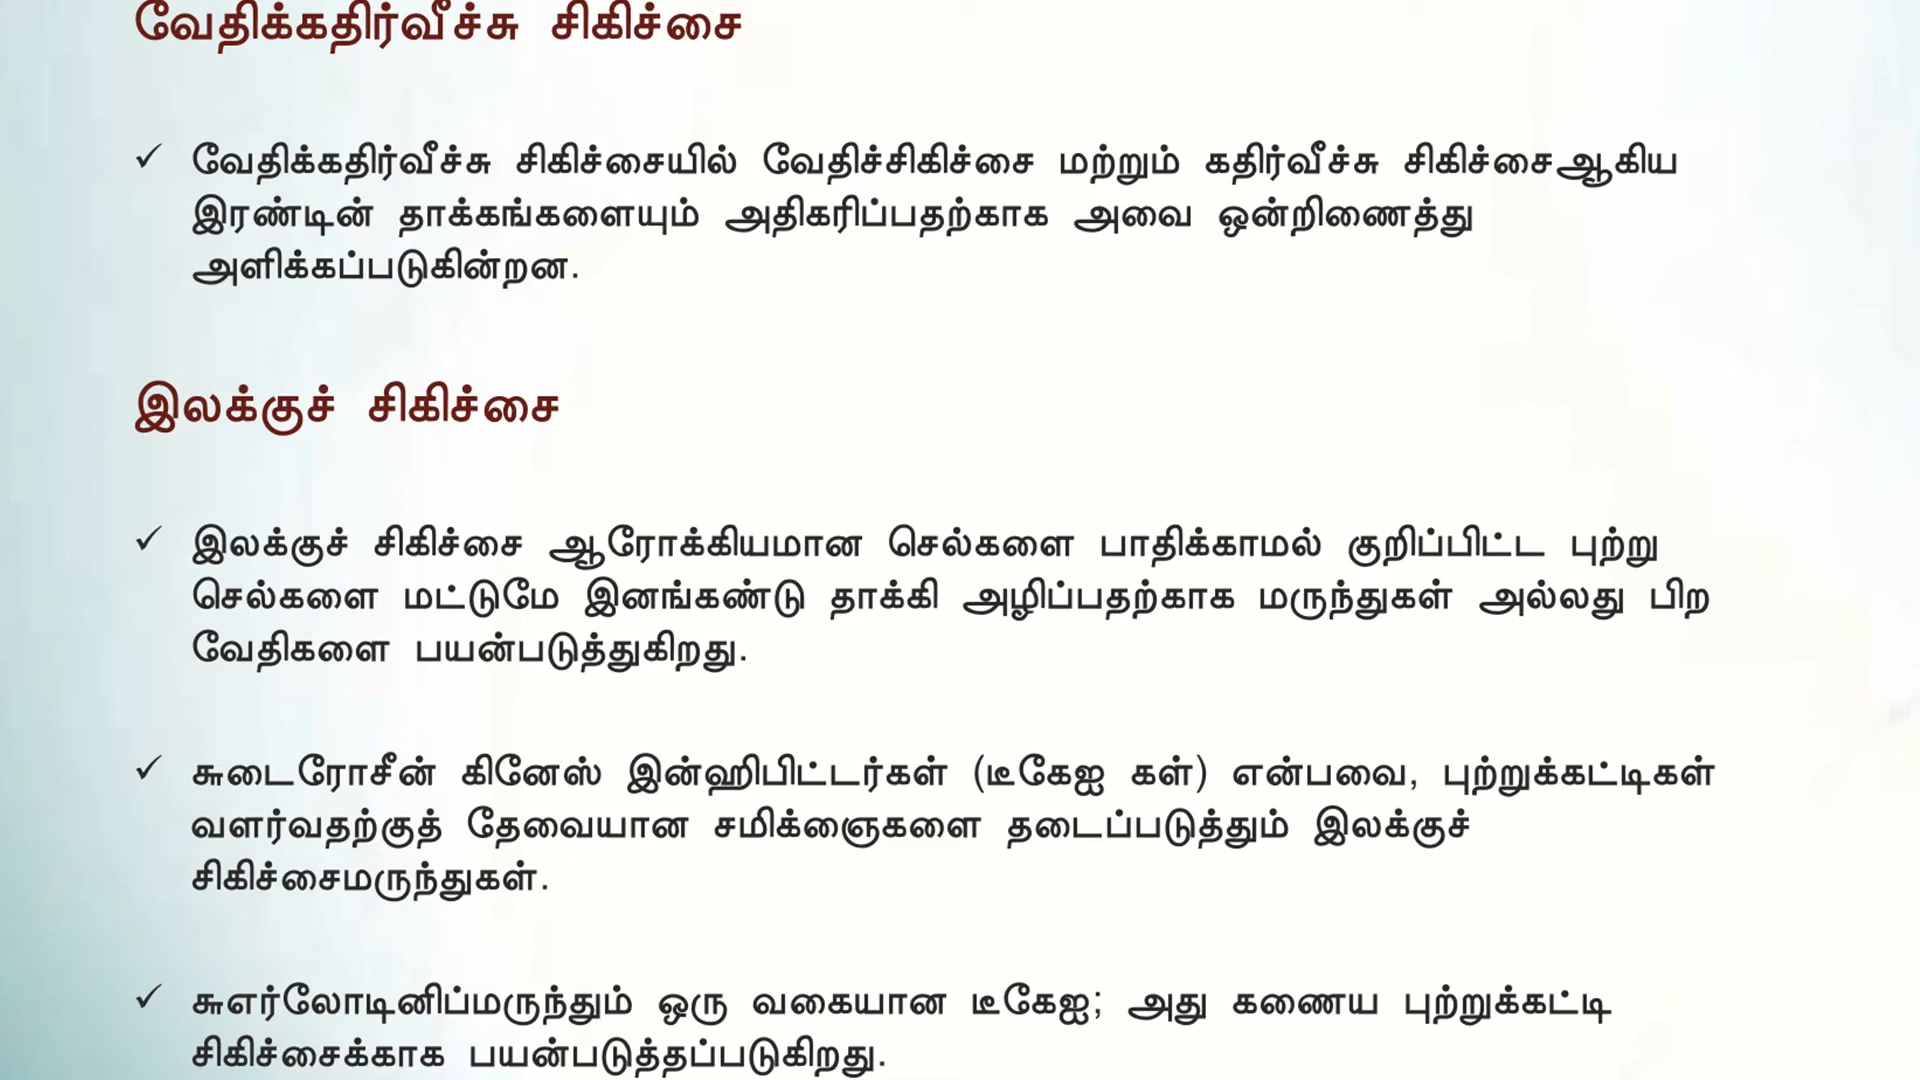 வேதிக்கதிர்வீச்சு சிகிச்சை
✓ வேதிக்கதிர்வீச்சு சிகிச்சையில் வேதிச்சிகிச்சை மற்றும் கதிர்வீச்சு சிகிச்சைஆகிய
இரண்டின் தாக்கங்களையும் அதிகரிப்பதற்காக அவை ஒன்றிணைத்து
அளிக்கப்படுகின்றன.
இலக்குச் சிகிச்சை
✓ இலக்குச் சிகிச்சை ஆரோக்கியமான செல்களை பாதிக்காமல் குறிப்பிட்ட புற்று
செல்களை மட்டுமே இனங்கண்டு தாக்கி அழிப்பதற்காக மருந்துகள் அல்லது பிற
வேதிகளை பயன்படுத்துகிறது.
✓ சுடைரோசீன் கினேஸ் இன்ஹிபிட்டர்கள் (டீகேஐ கள்) என்பவை, புற்றுக்கட்டிகள்
வளர்வதற்குத் தேவையான சமிக்ஞைகளை தடைப்படுத்தும் இலக்குச்
சிகிச்சைமருந்துகள்.
✓ சுஎர்லோடினிப்மருந்தும் ஒரு வகையான டீகேஐ; அது கணைய புற்றுக்கட்டி
சிகிச்சைக்காக பயன்படுத்தப்படுகிறது.